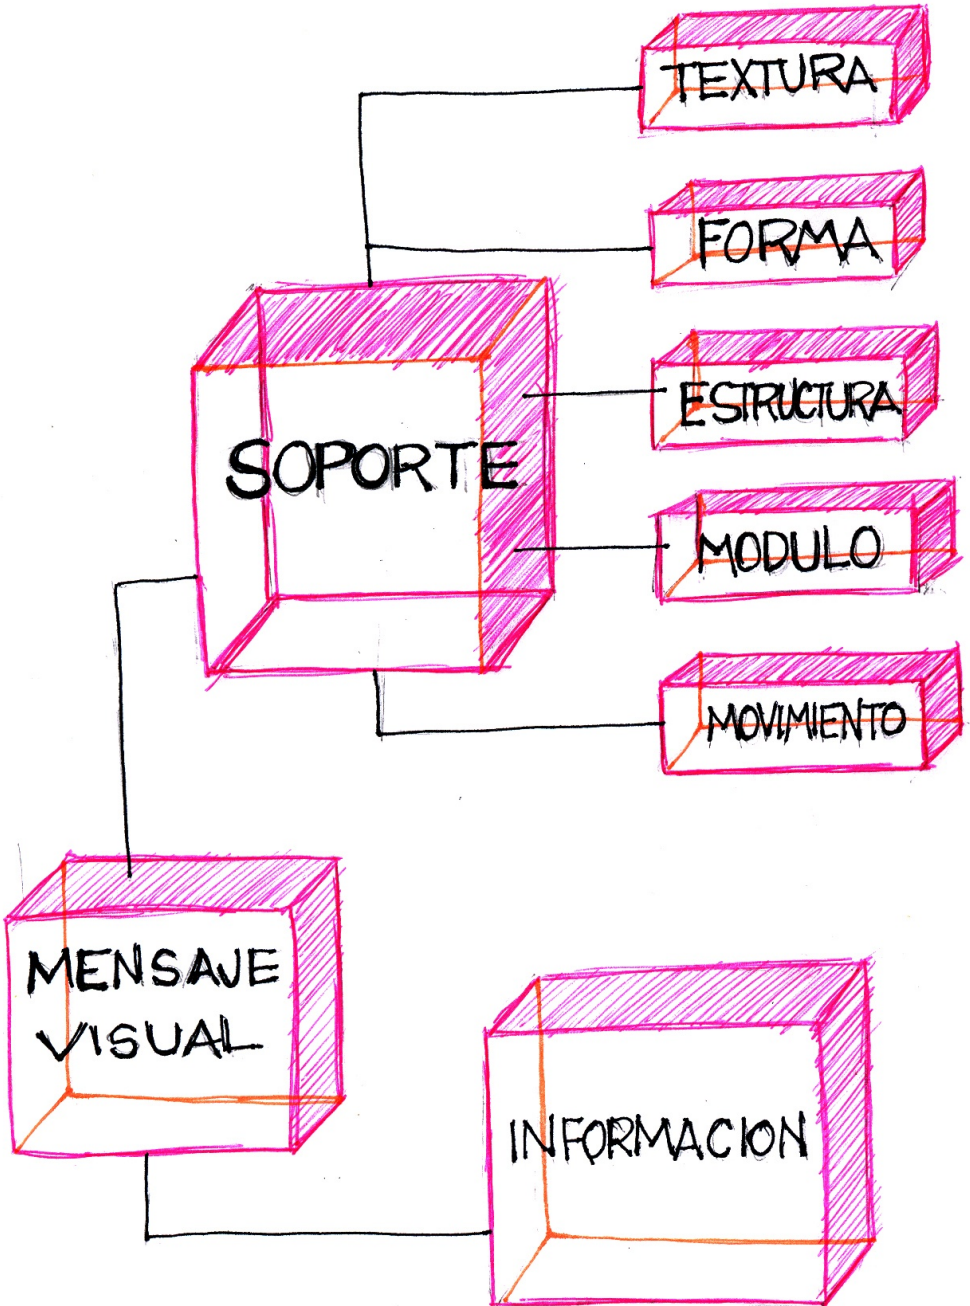 TEXTURA
FORMA
ESTRUCTURA
SOPORTE
MODULO
MOVIMIENTO
MENSAJE
VISUAL
INFORMACION